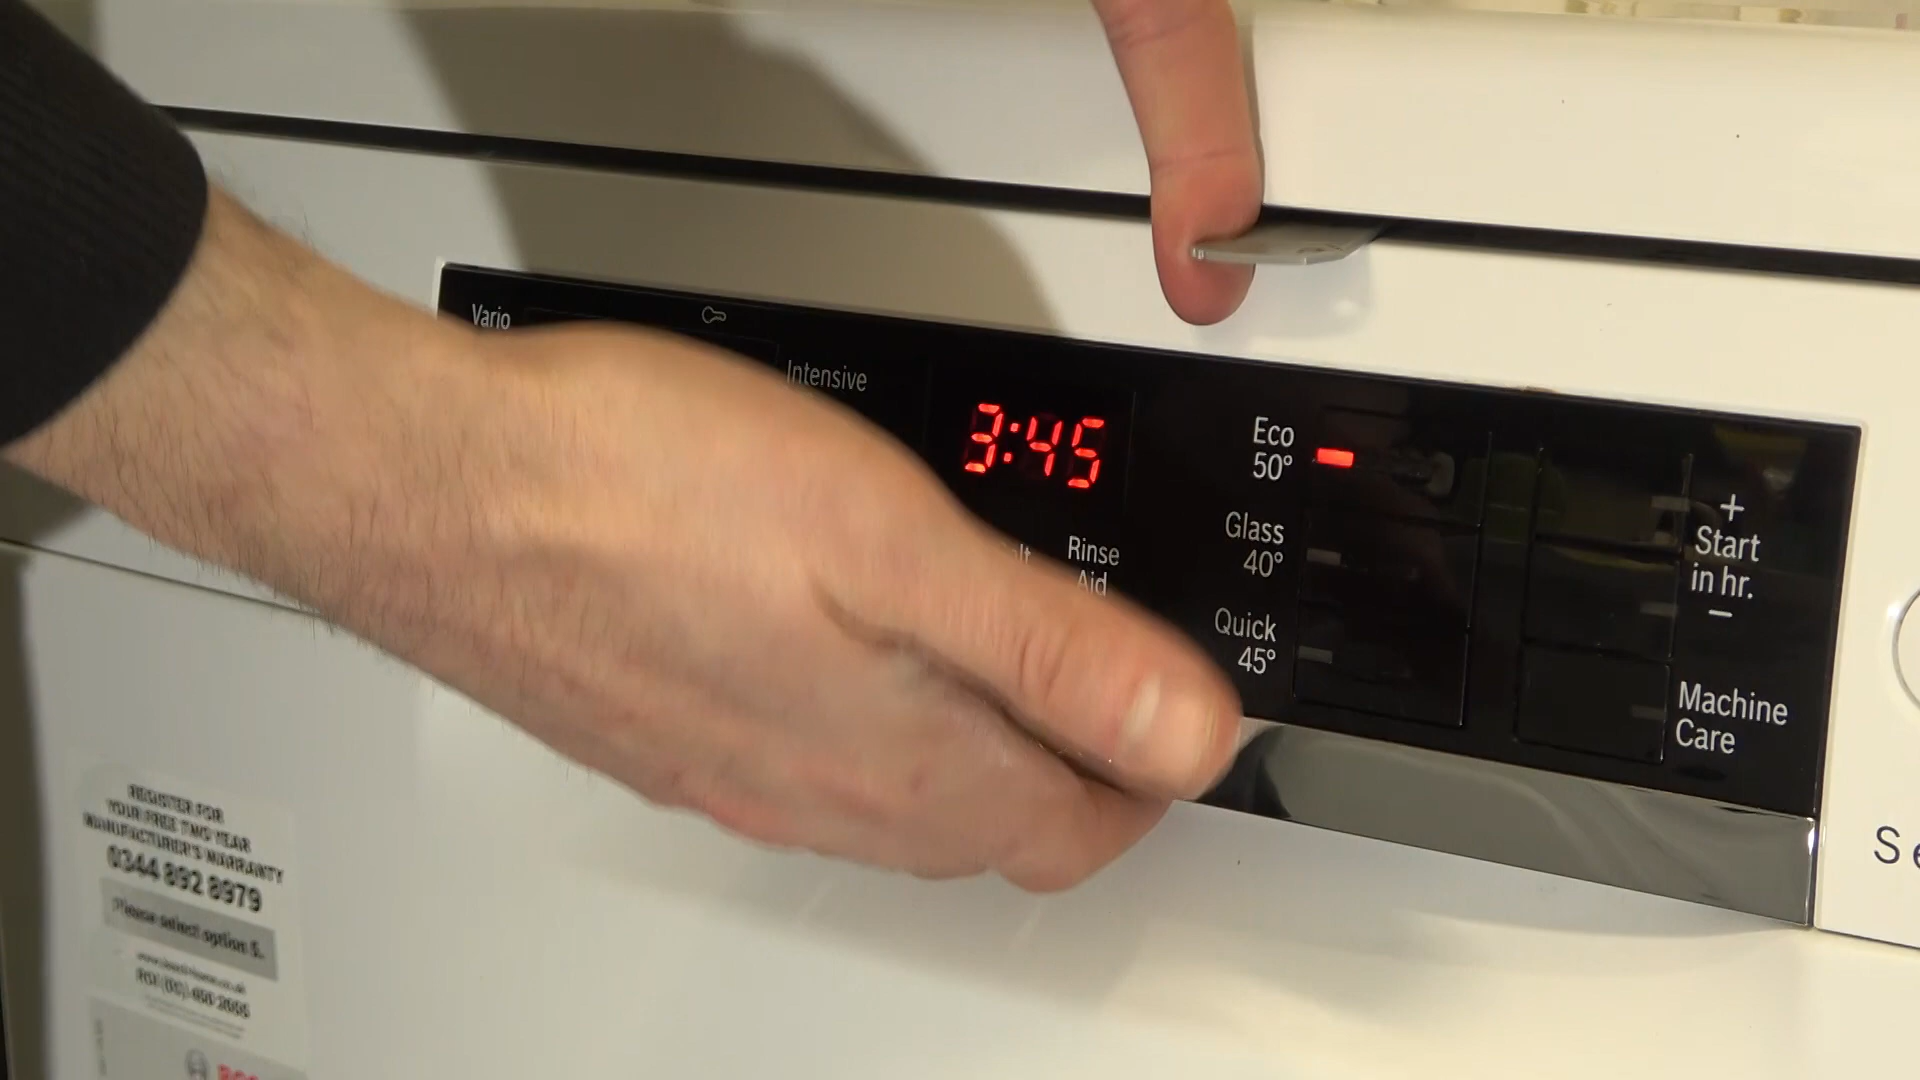 Vario
Intensive
3:45
Eco
50°
Glass
40°
Quick
45°
Rinse
Aid
+
Start
in hr.
−
Machine
Care
REGISTER FOR
YOUR FREE TWO YEAR
MANUFACTURER'S WARRANTY
0344 892 8979
Please select option 5.